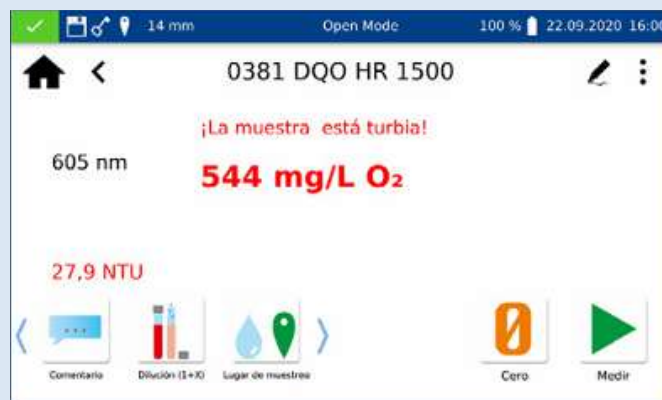 14 mm Open Mode 100 % 22.09.2020 16:00
0381 DQO HR 1500
¡La muestra está turbia!
605 nm
544 mg/L O₂
27,9 NTU
Comentario Dilución (1+X) Lugar de muestreo Cero Medir